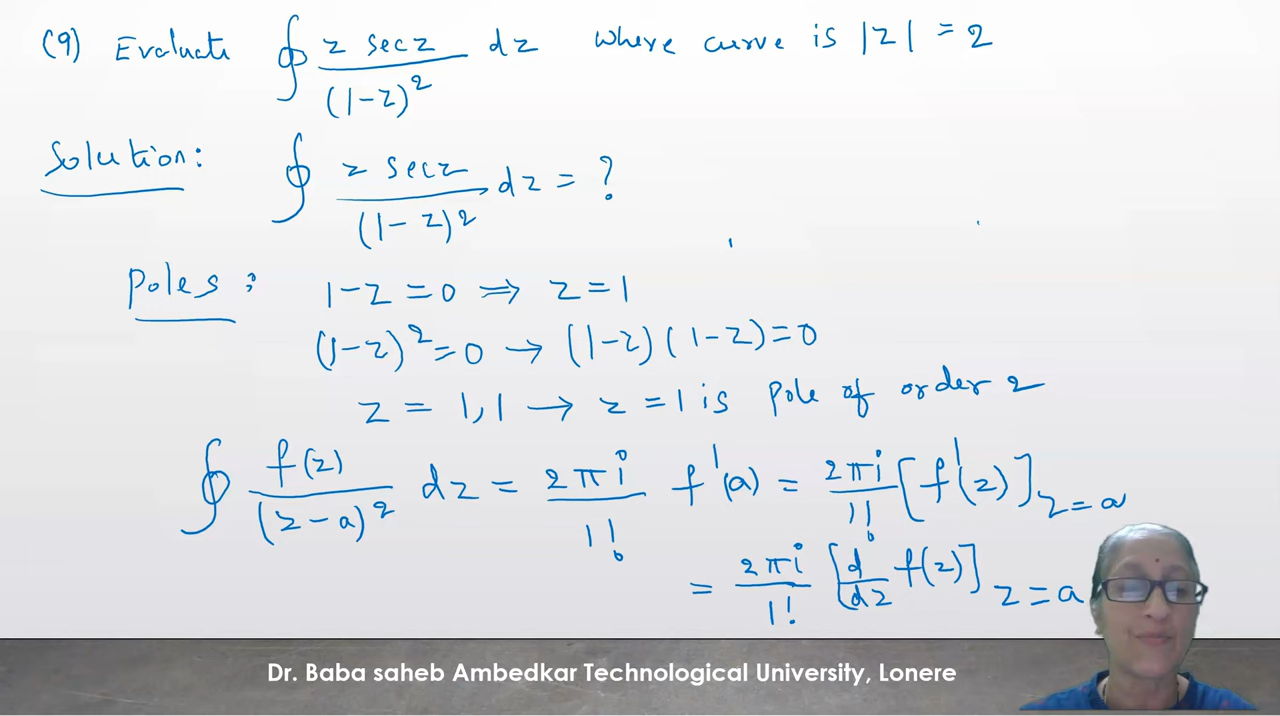 (9) Evaluate ∮ z sec z / (1-z)² dz where curve is |z| = 2
Solution: ∮ z sec z / (1-z)² dz = ?
Poles: 1-z = 0 ⇒ z = 1
(1-z)² = 0 → (1-z)(1-z) = 0
z = 1,1 → z = 1 is pole of order 2
∮ f(z) / (z-a)² dz = 2πi / 1! f'(a) = 2πi / 1! [f'(z)] z=a
= 2πi / 1! [d/dz f(z)] z=a
Dr. Baba saheb Ambedkar Technological University, Lonere